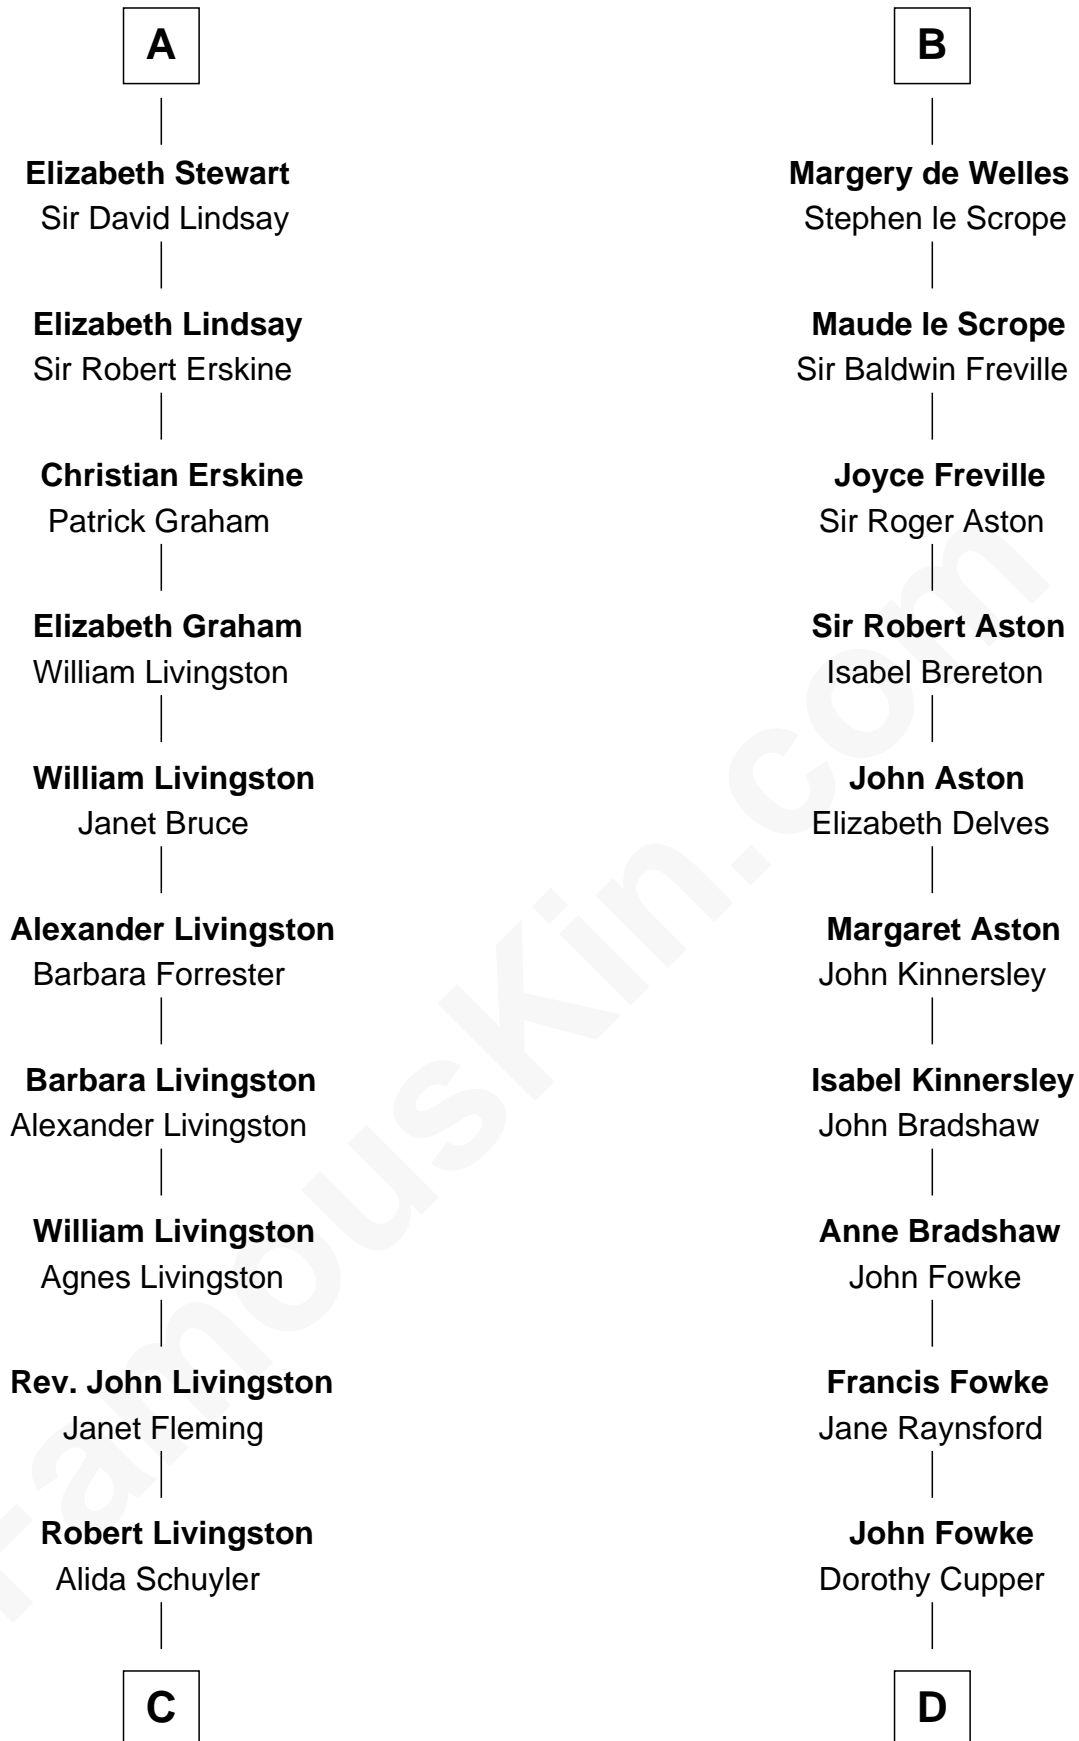 A
Elizabeth Stewart
Sir David Lindsay
Elizabeth Lindsay
Sir Robert Erskine
Christian Erskine
Patrick Graham
Elizabeth Graham
William Livingston
William Livingston
Janet Bruce
Alexander Livingston
Barbara Forrester
Barbara Livingston
Alexander Livingston
William Livingston
Agnes Livingston
Rev. John Livingston
Janet Fleming
Robert Livingston
Alida Schuyler
C
B
Margery de Welles
Stephen le Scrope
Maude le Scrope
Sir Baldwin Freville
Joyce Freville
Sir Roger Aston
Sir Robert Aston
Isabel Brereton
John Aston
Elizabeth Delves
Margaret Aston
John Kinnersley
Isabel Kinnersley
John Bradshaw
Anne Bradshaw
John Fowke
Francis Fowke
Jane Raynsford
John Fowke
Dorothy Cupper
D
FamousKin.com